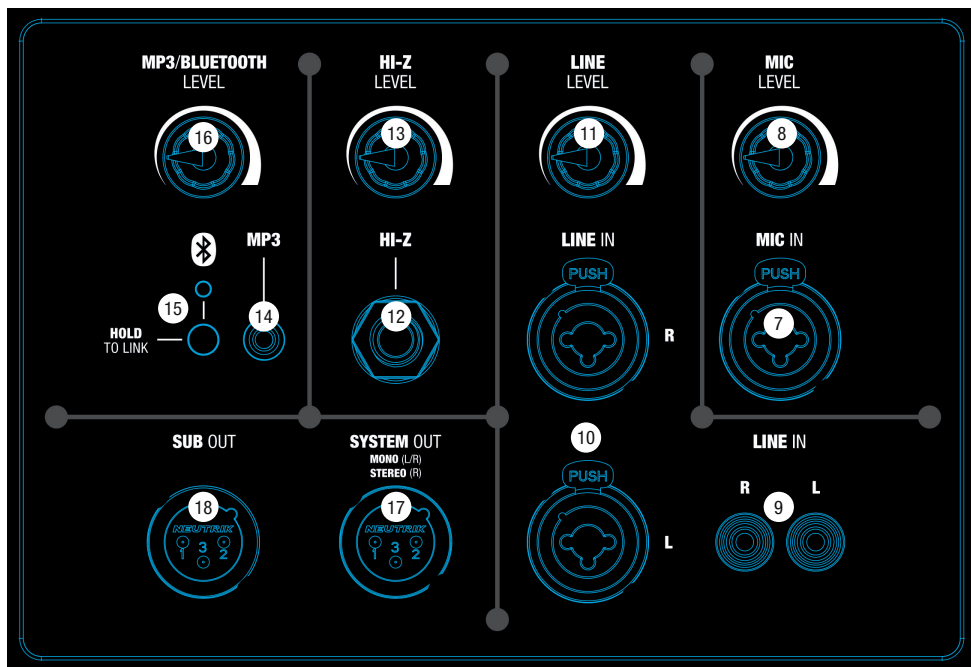 MP3/BLUETOOTH
LEVEL
16
HI-Z
LEVEL
13
LINE
LEVEL
11
MIC
LEVEL
8
MP3
15
14
HOLD
TO LINK
HI-Z
12
LINE IN
PUSH
R
MIC IN
PUSH
7
SUB OUT
18
NEUTRIK
1 3 2
SYSTEM OUT
MONO (L/R)
STEREO (R)
17
NEUTRIK
1 3 2
10
PUSH
L
LINE IN
R L
9